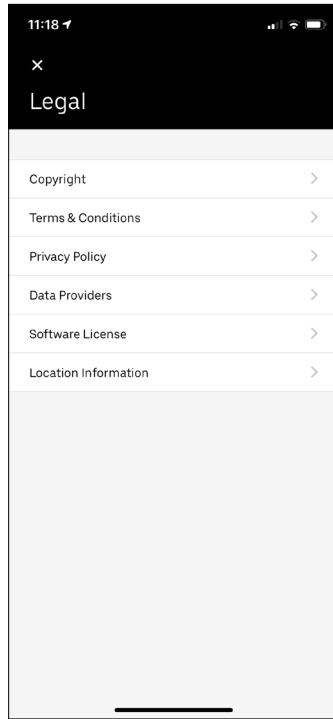 11:18
Legal
Copyright
Terms & Conditions
Privacy Policy
Data Providers
Software License
Location Information